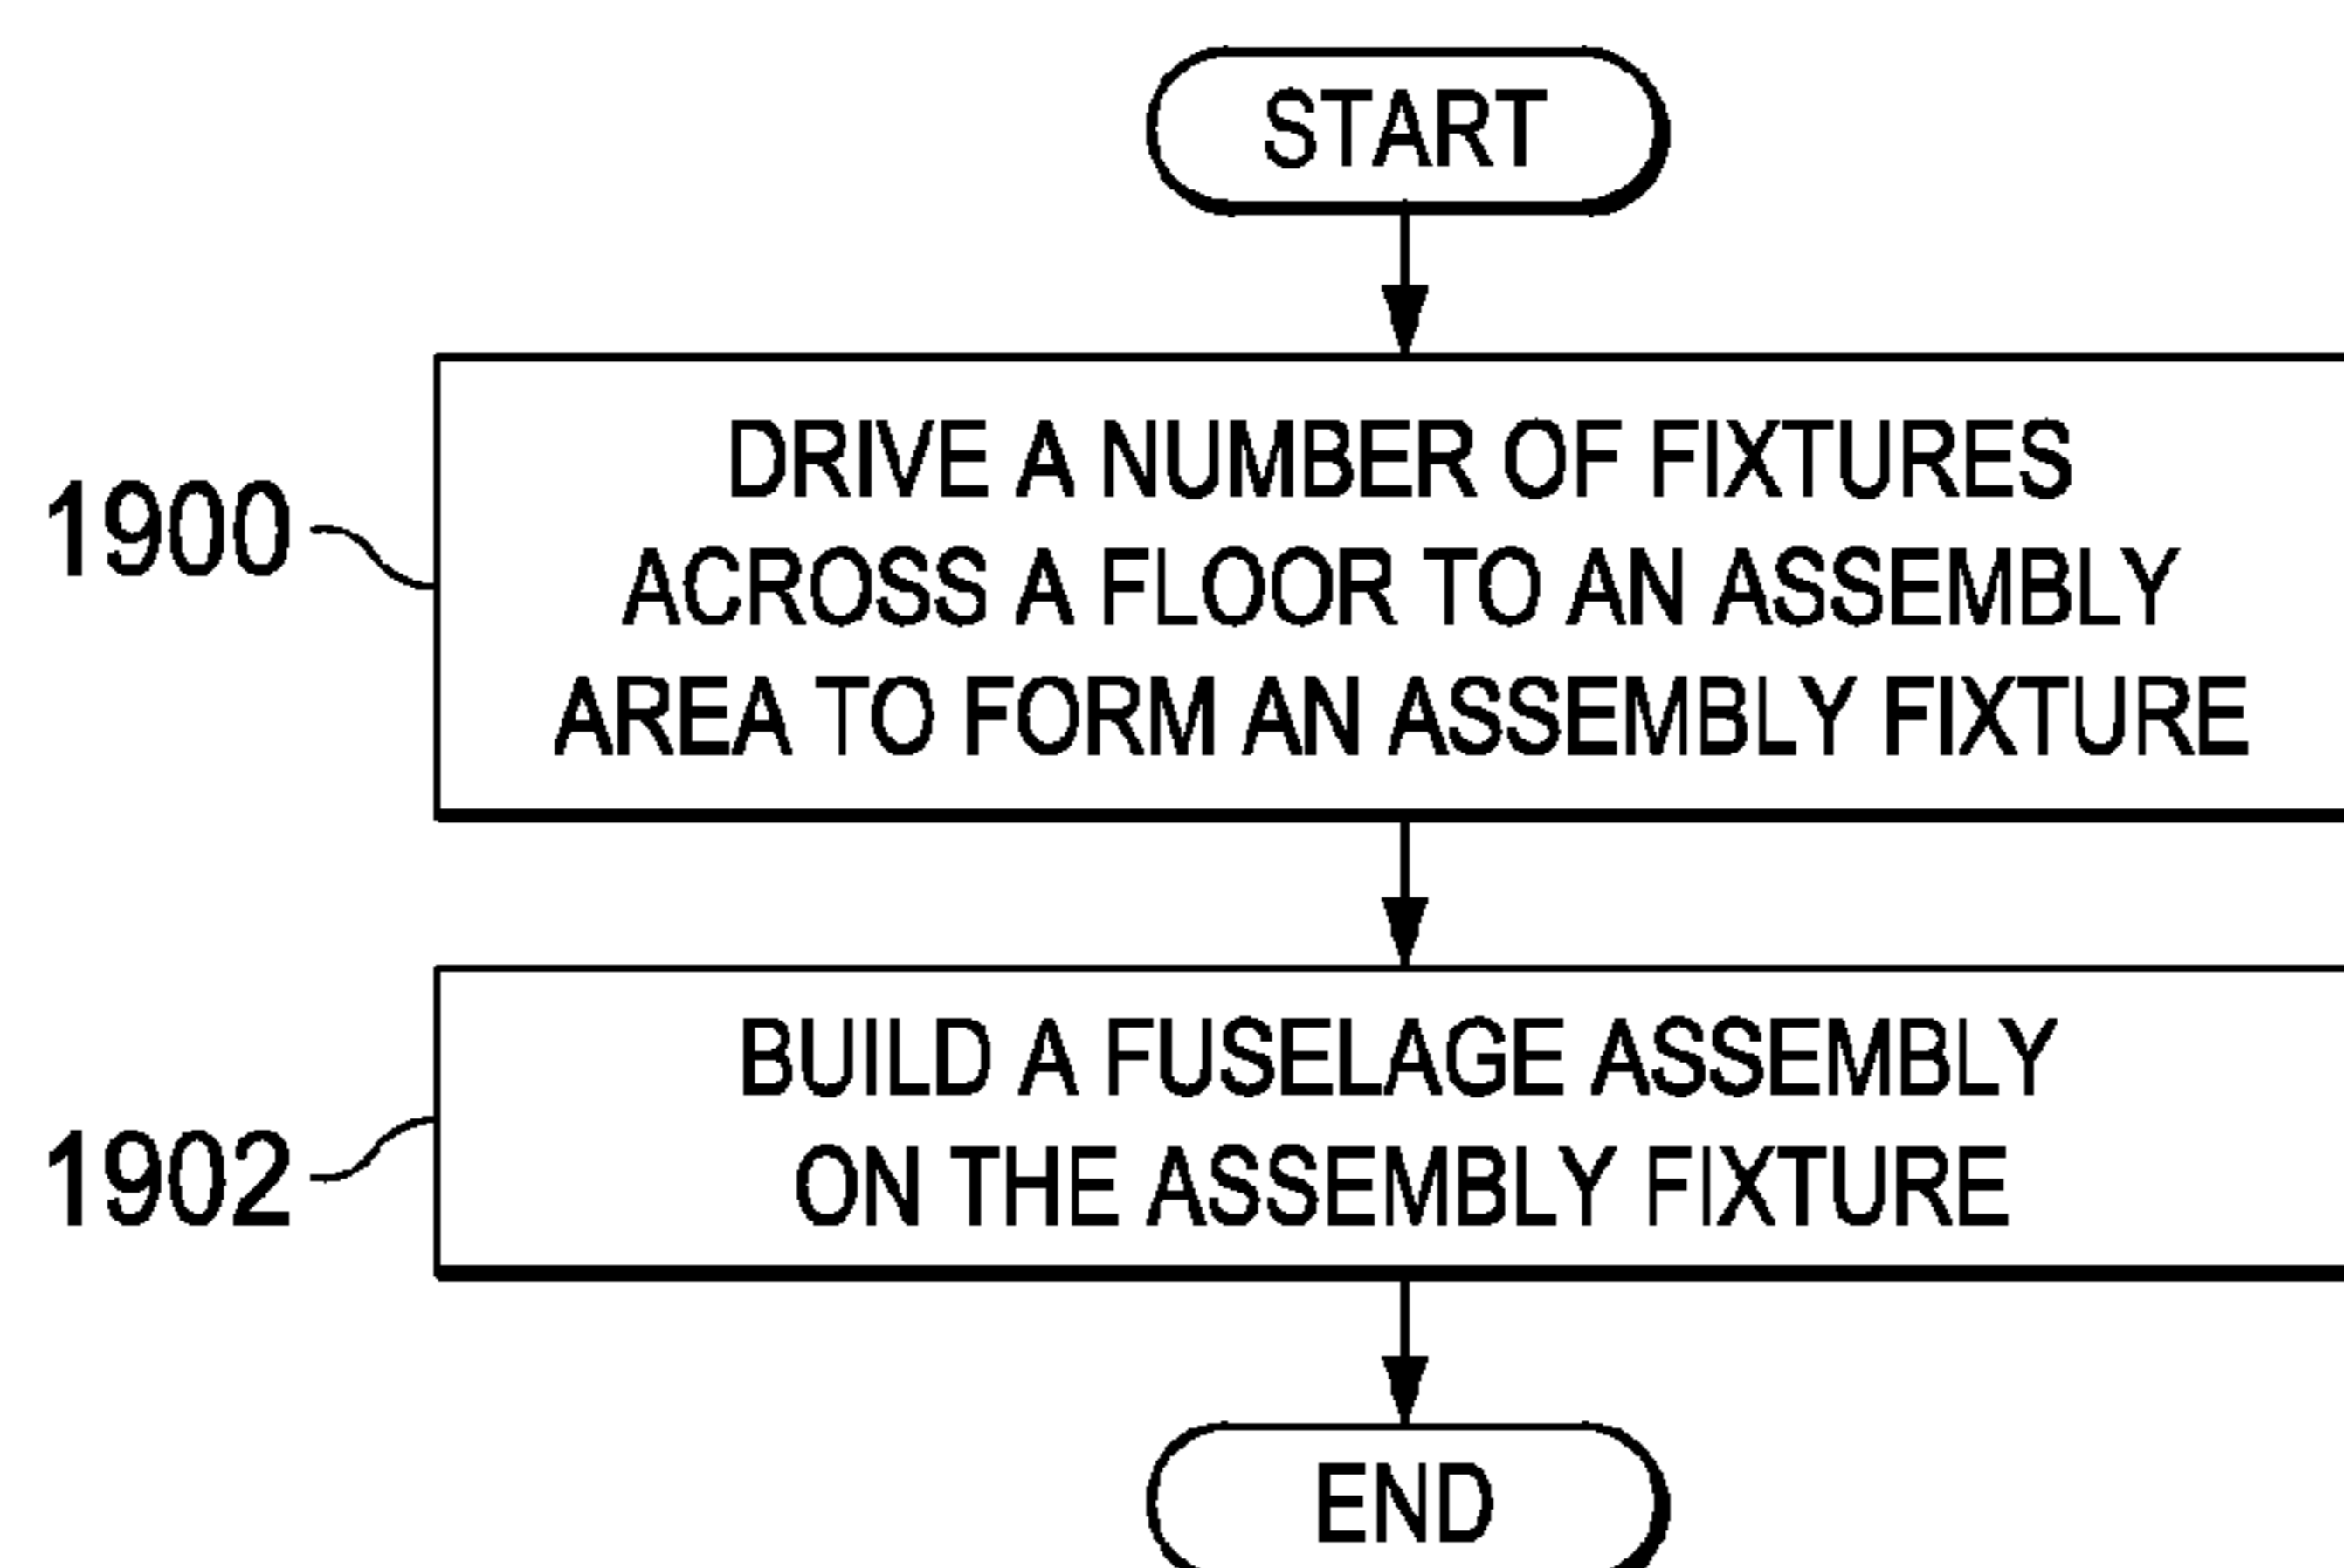 START
DRIVE A NUMBER OF FIXTURES
ACROSS A FLOOR TO AN ASSEMBLY
AREA TO FORM AN ASSEMBLY FIXTURE
1900
BUILD A FUSELAGE ASSEMBLY
ON THE ASSEMBLY FIXTURE
1902
END